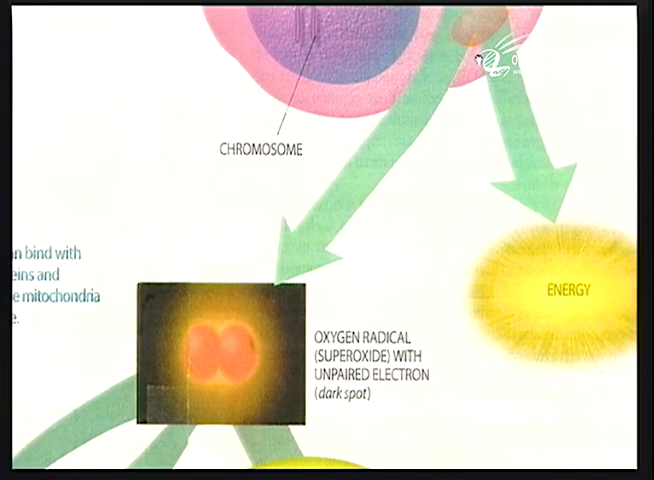 CHROMOSOME
n bind with
eins and
e mitochondria
e.
ENERGY
OXYGEN RADICAL
(SUPEROXIDE) WITH
UNPAIRED ELECTRON
(dark spot)